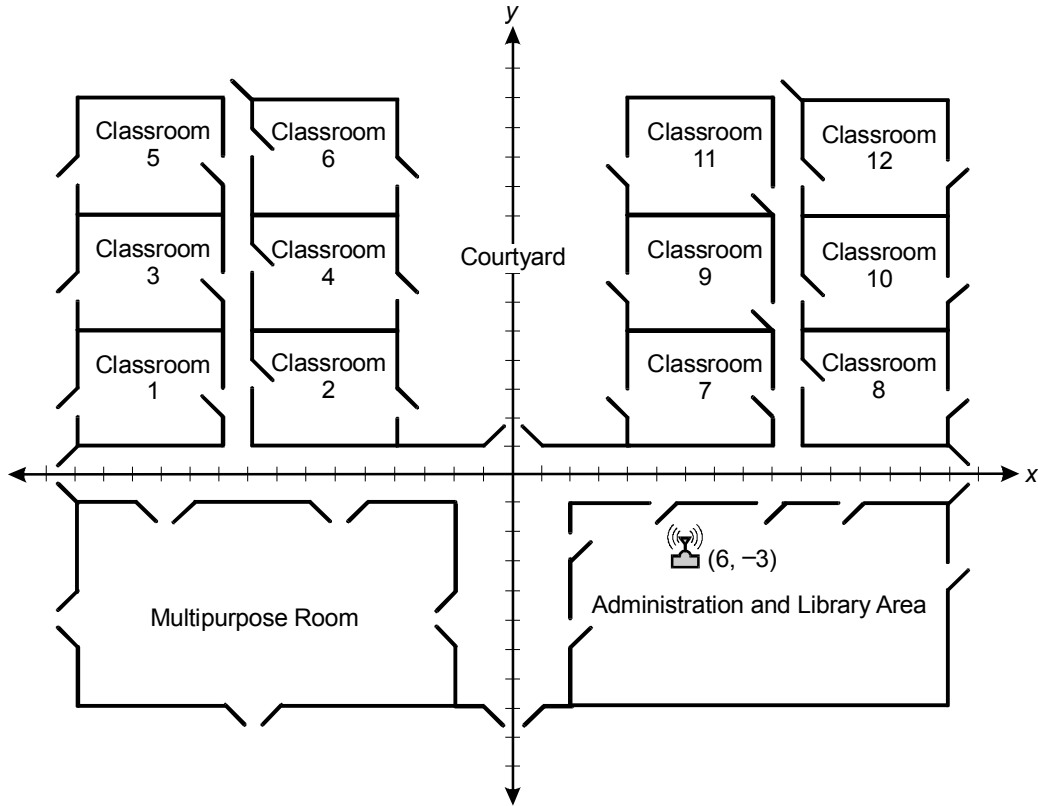 y
Classroom
5
Classroom
6
Classroom
11
Classroom
12
Classroom
3
Classroom
4
Courtyard
Classroom
9
Classroom
10
Classroom
1
Classroom
2
Classroom
7
Classroom
8
x
(6, −3)
Multipurpose Room
Administration and Library Area